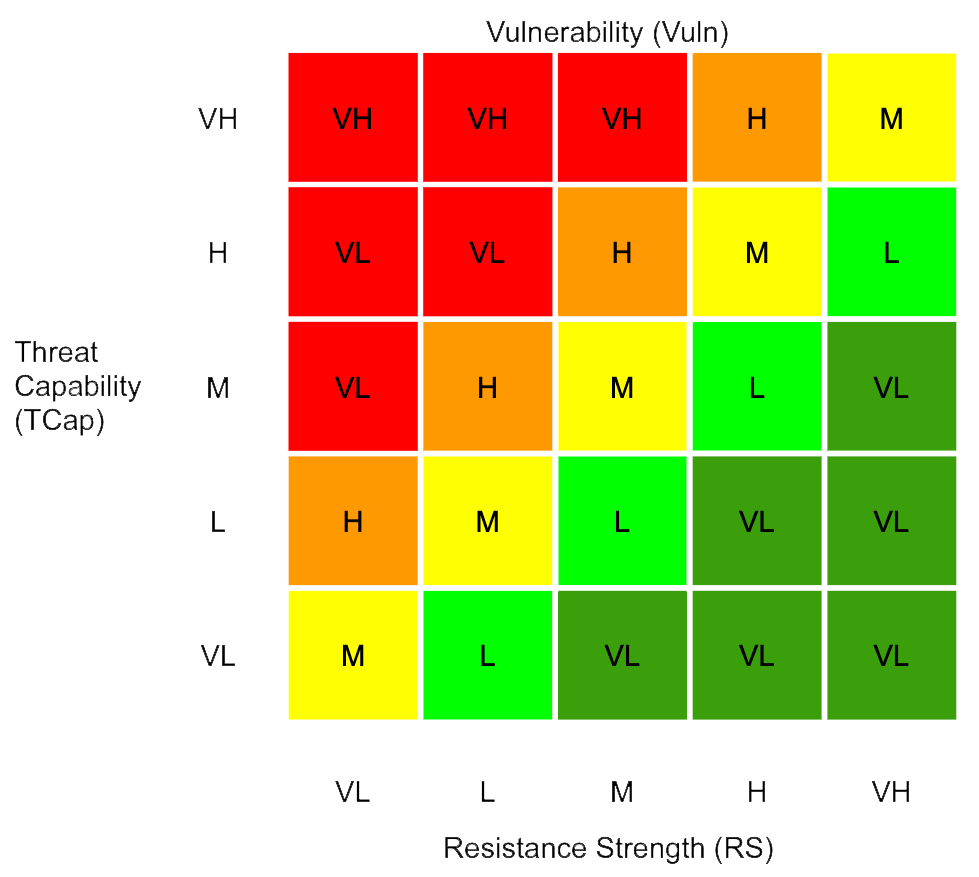 Vulnerability (Vuln)
VH VH VH VH H M
H VL VL H M L
Threat
Capability
(TCap)
M VL H M L VL
L H M L VL VL
VL M L VL VL VL
VL L M H VH
Resistance Strength (RS)